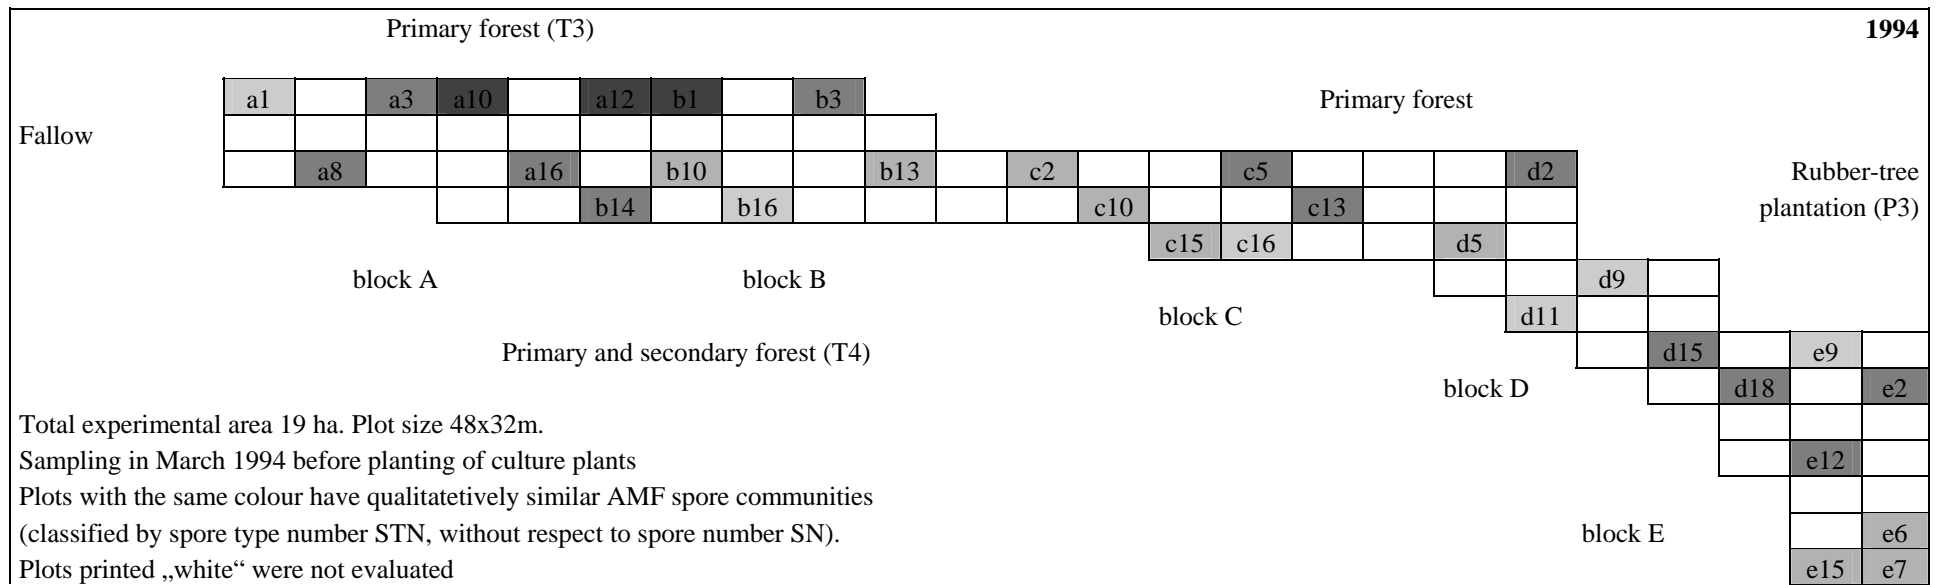 Primary forest (T3) 1994
a1 a3 a10 a12 b1 b3 Primary forest
Fallow
a8 a16 b10 b13 c2 c5 d2 Rubber-tree
b14 b16 c10 c13 plantation (P3)
c15 c16 d5
block A block B d9
block C d11
Primary and secondary forest (T4) d15 e9
block D d18 e2
Total experimental area 19 ha. Plot size 48x32m.
Sampling in March 1994 before planting of culture plants e12
Plots with the same colour have qualitatetively similar AMF spore communities
(classified by spore type number STN, without respect to spore number SN). block E e6
Plots printed „white“ were not evaluated e15 e7